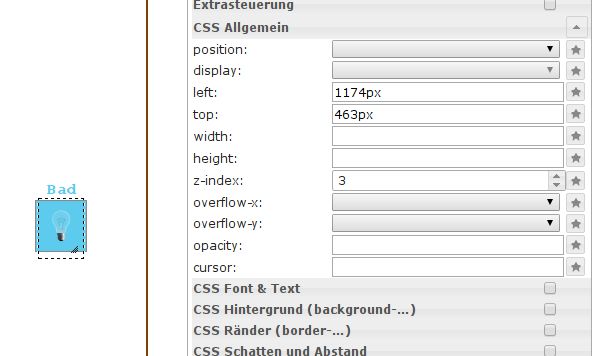 Extrasteuerung
CSS Allgemein
position:
display:
left: 1174px
top: 463px
width:
height:
Bad
z-index: 3
overflow-x:
overflow-y:
opacity:
cursor:
CSS Font & Text
CSS Hintergrund (background-...)
CSS Ränder (border-...)
CSS Schatten und Abstand